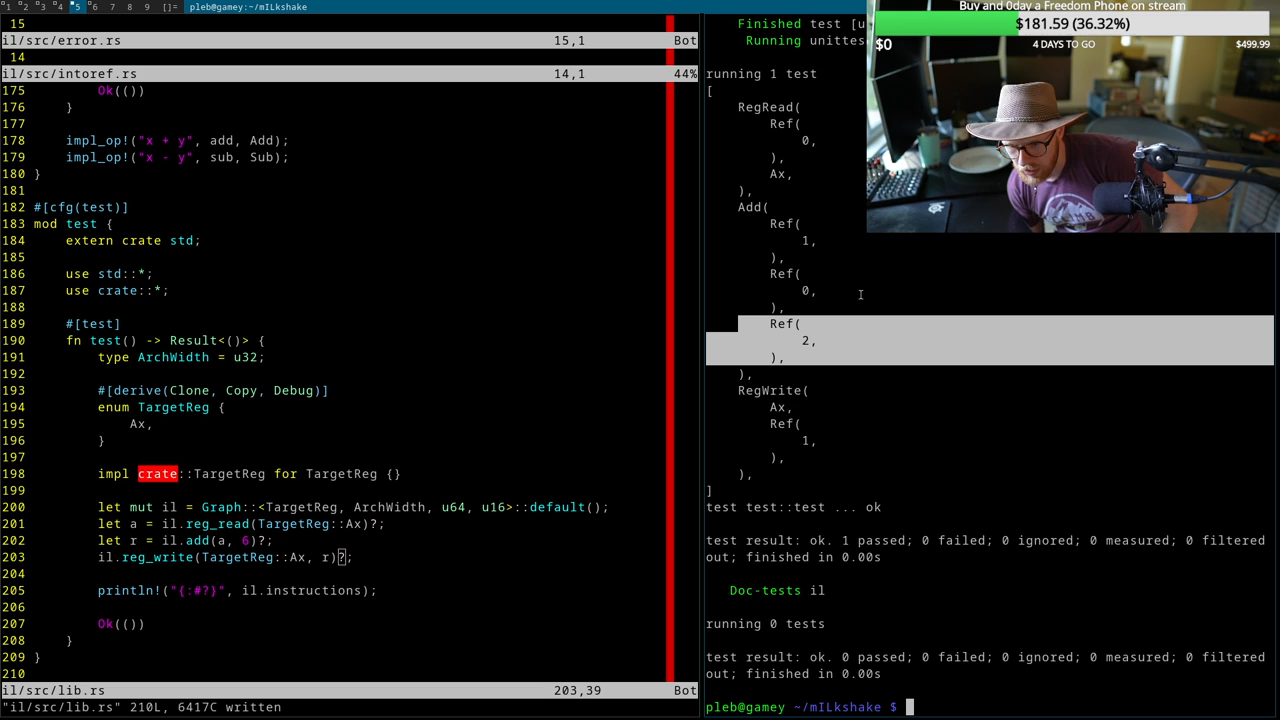 1 2 3 4 5 6 7 8 9 []= pleb@gamey:~/mILkshake
15
il/src/error.rs 15,1 Bot
14
il/src/intoref.rs 14,1 44%
175 Ok(())
176 }
177
178 impl_op!("x + y", add, Add);
179 impl_op!("x - y", sub, Sub);
180 }
181
182 #[cfg(test)]
183 mod test {
184 extern crate std;
185
186 use std::*;
187 use crate::*;
188
189 #[test]
190 fn test() -> Result<()> {
191 type ArchWidth = u32;
192
193 #[derive(Clone, Copy, Debug)]
194 enum TargetReg {
195 Ax,
196 }
197
198 impl crate::TargetReg for TargetReg {}
199
200 let mut il = Graph::<TargetReg, ArchWidth, u64, u16>::default();
201 let a = il.reg_read(TargetReg::Ax)?;
202 let r = il.add(a, 6)?;
203 il.reg_write(TargetReg::Ax, r)?;
204
205 println!("{:#?}", il.instructions);
206
207 Ok(())
208 }
209 }
210
il/src/lib.rs 203,39 Bot
"il/src/lib.rs" 210L, 6417C written
Finished test [u
Running unittes
running 1 test
[
RegRead(
Ref(
0,
),
Ax,
),
Add(
Ref(
1,
),
Ref(
0,
),
Ref(
2,
),
),
RegWrite(
Ax,
Ref(
1,
),
),
]
test test::test ... ok
test result: ok. 1 passed; 0 failed; 0 ignored; 0 measured; 0 filtered
out; finished in 0.00s
Doc-tests il
running 0 tests
test result: ok. 0 passed; 0 failed; 0 ignored; 0 measured; 0 filtered
out; finished in 0.00s
pleb@gamey ~/mILkshake $
Buy and 0day a Freedom Phone on stream
$181.59 (36.32%)
$0 4 DAYS TO GO $499.99